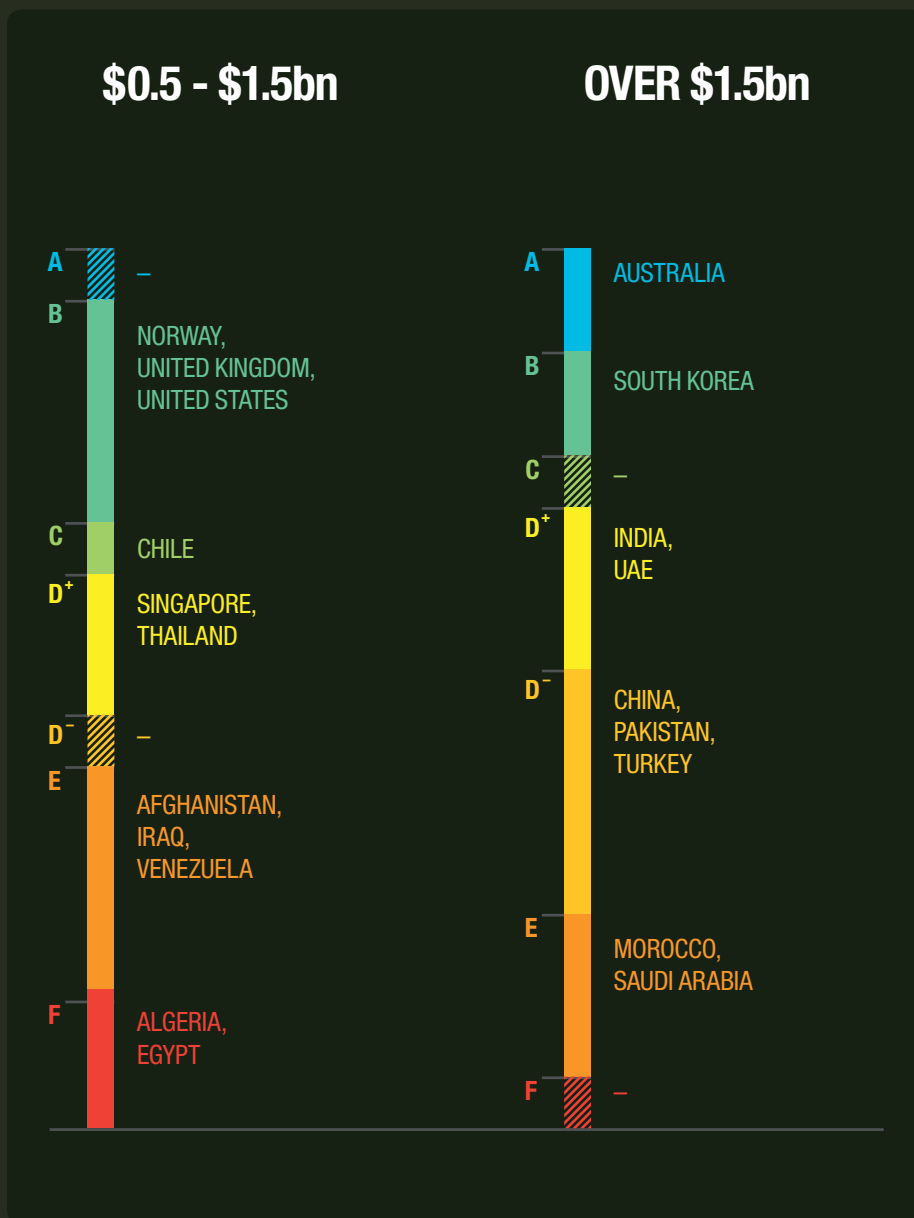 $0.5 - $1.5bn
A
–
B
NORWAY,
UNITED KINGDOM,
UNITED STATES
C
CHILE
D⁺
SINGAPORE,
THAILAND
D⁻
–
E
AFGHANISTAN,
IRAQ,
VENEZUELA
F
ALGERIA,
EGYPT
OVER $1.5bn
A
AUSTRALIA
B
SOUTH KOREA
C
–
D⁺
INDIA,
UAE
D⁻
CHINA,
PAKISTAN,
TURKEY
E
MOROCCO,
SAUDI ARABIA
F
–